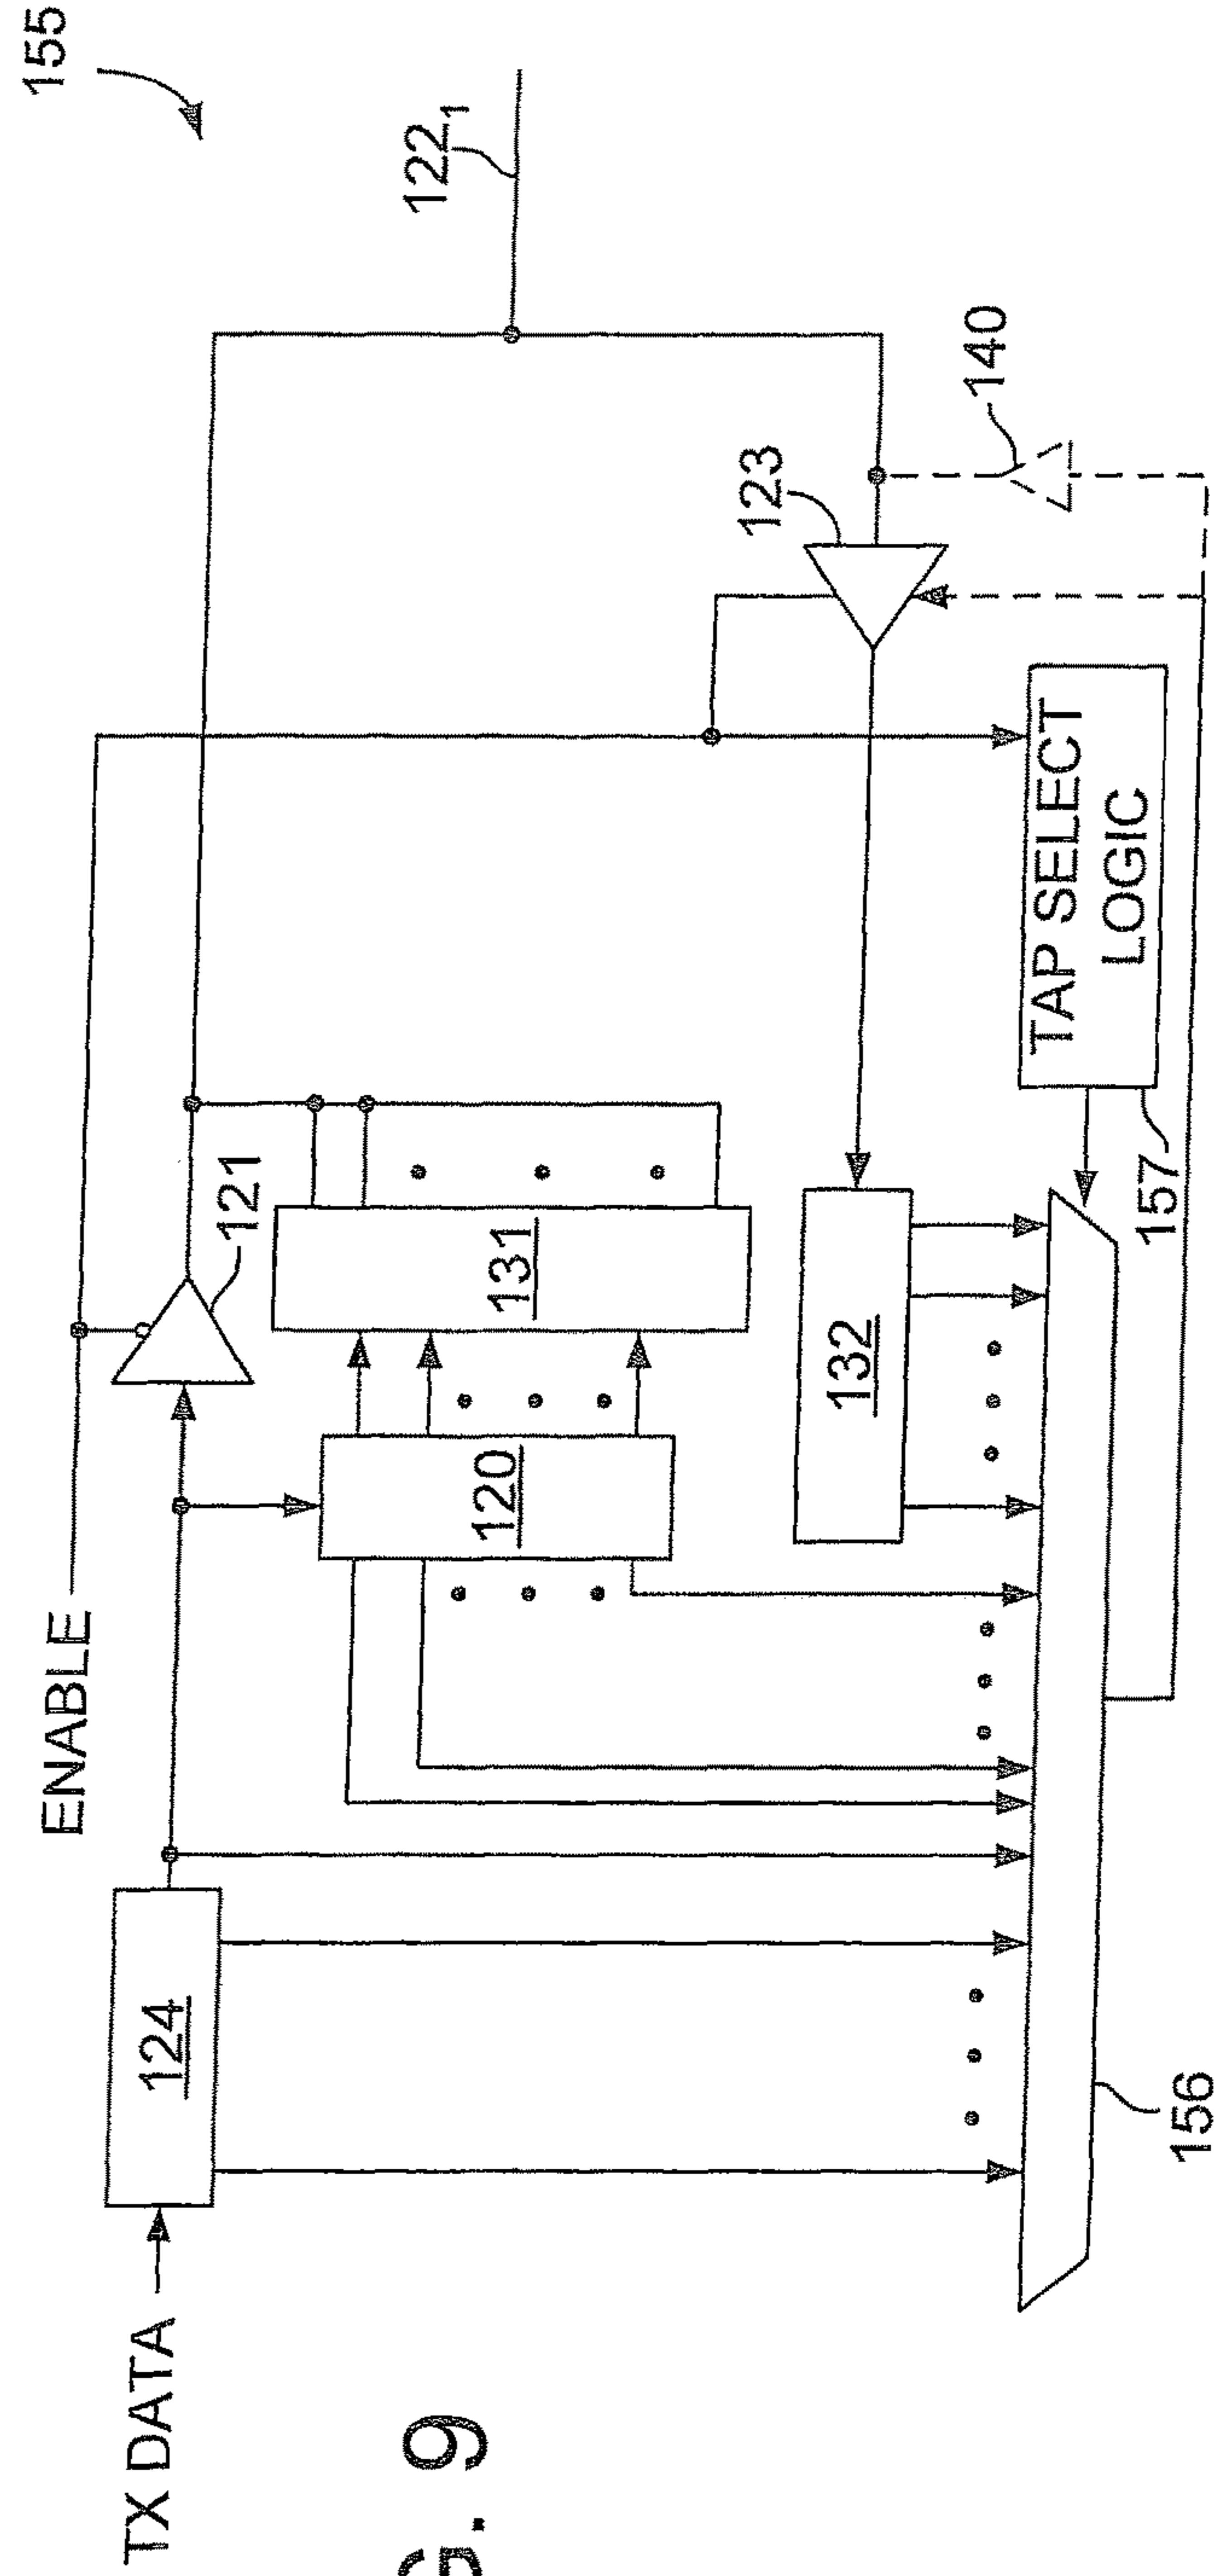 155
122₁
ENABLE
TX DATA
124
121
120
131
123
140
132
TAP SELECT
LOGIC
157
156
G. 9